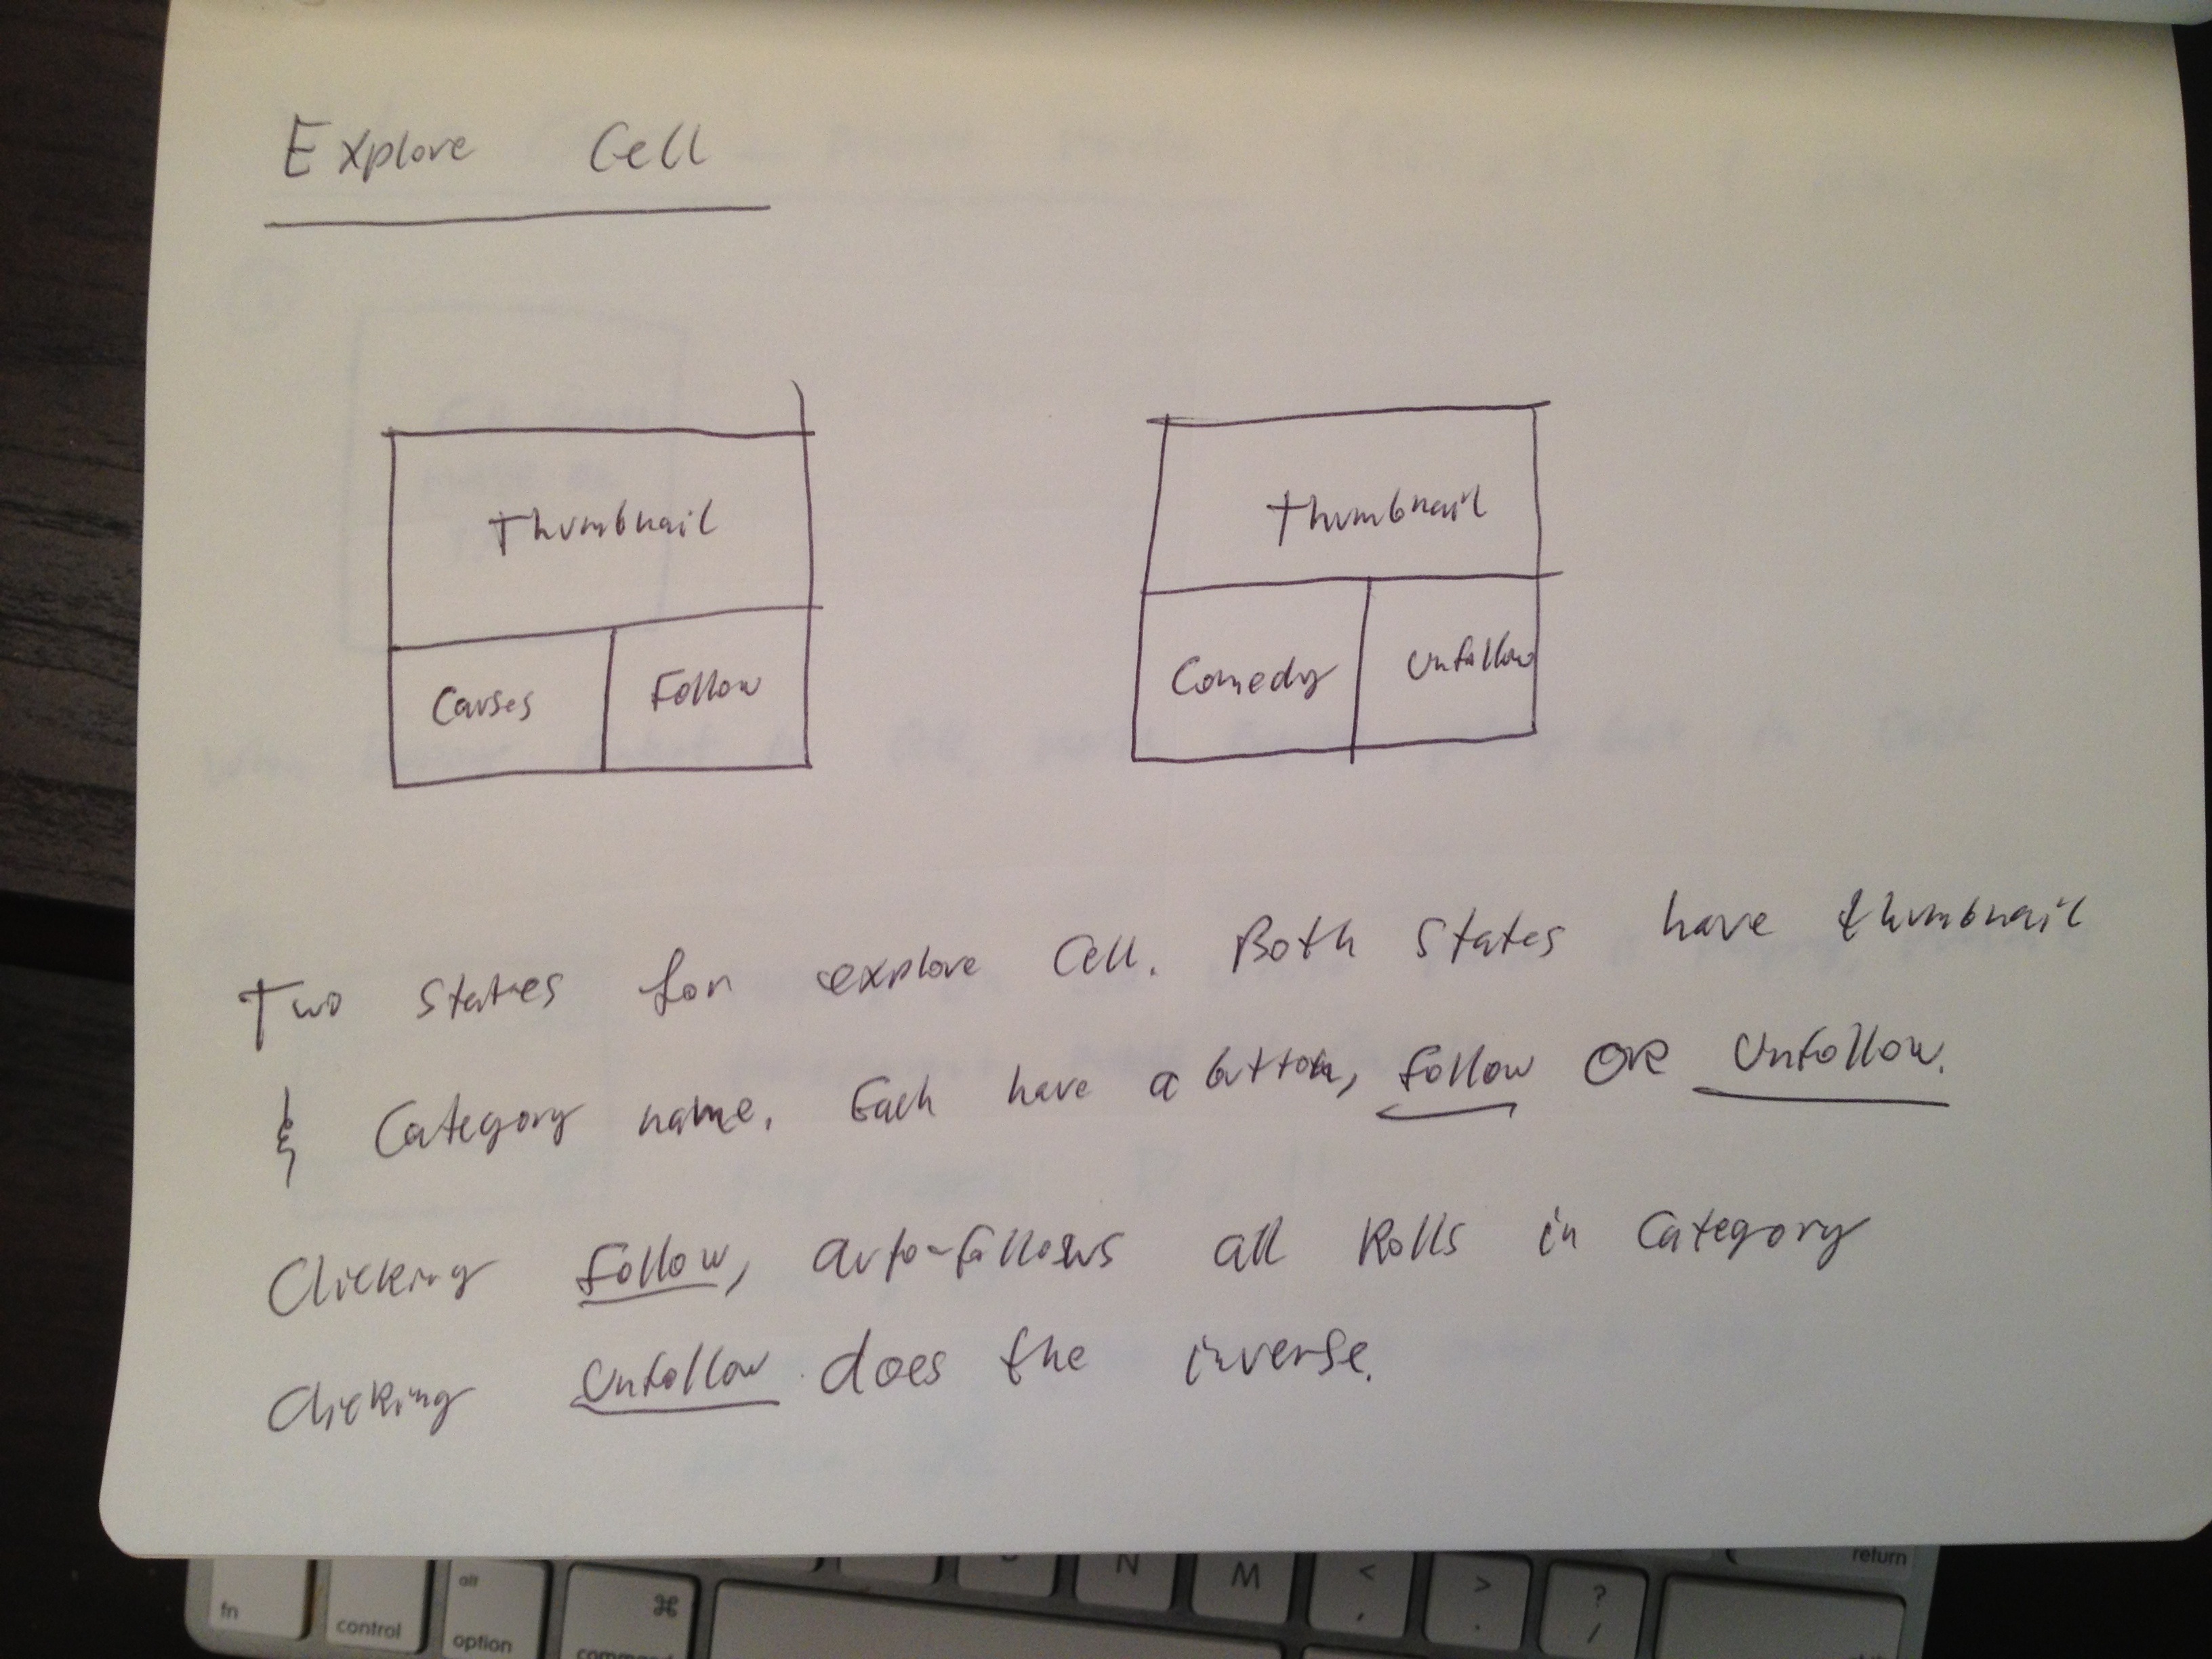 Explore Cell
Thumbnail
Causes Follow
Thumbnail
Comedy Unfollow
Two states for explore Cell. Both states have thumbnail
& Category name. Each have a button, Follow OR Unfollow.
Clicking Follow, auto-follows all Rolls in Category
Clicking Unfollow does the inverse.
N M < , > . ? / return
fn control alt option ⌘